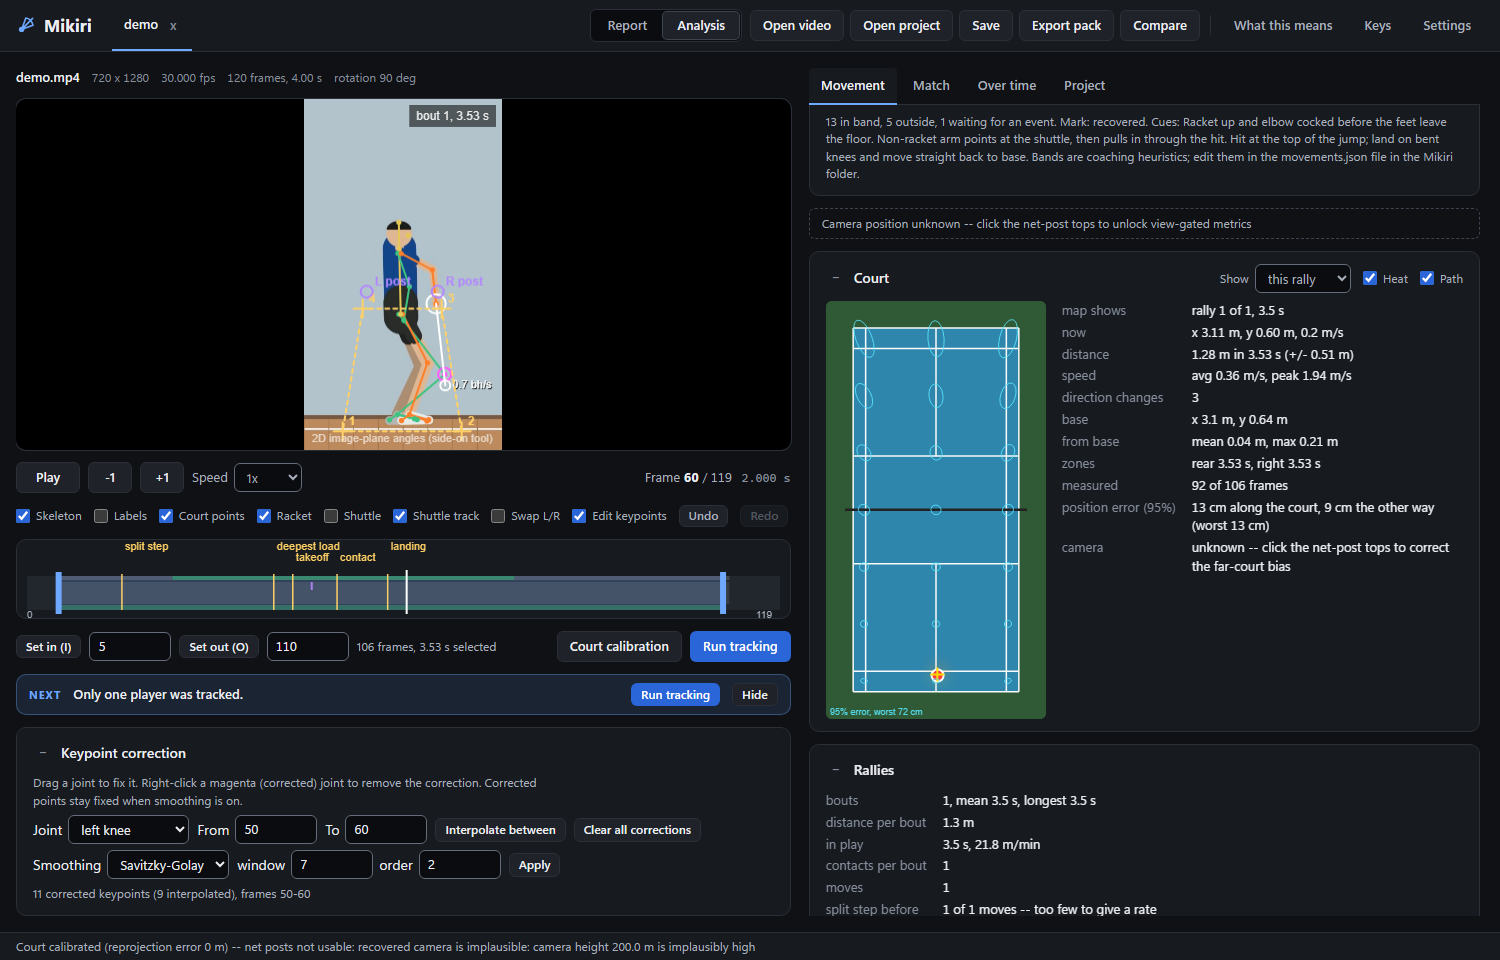 Mikiri
demo x
Report Analysis Open video Open project Save Export pack Compare What this means Keys Settings
demo.mp4 720 x 1280 30.000 fps 120 frames, 4.00 s rotation 90 deg
bout 1, 3.53 s
L post R post
4 3
0.7 bh/s
1 2
2D image-plane angles (side-on tool)
Play -1 +1 Speed 1x Frame 60 / 119 2.000 s
Skeleton Labels Court points Racket Shuttle Shuttle track Swap L/R Edit keypoints Undo Redo
split step deepest load landing
takeoff contact
0 119
Set in (I) 5 Set out (O) 110 106 frames, 3.53 s selected Court calibration Run tracking
NEXT Only one player was tracked. Run tracking Hide
− Keypoint correction
Drag a joint to fix it. Right-click a magenta (corrected) joint to remove the correction. Corrected
points stay fixed when smoothing is on.
Joint left knee From 50 To 60 Interpolate between Clear all corrections
Smoothing Savitzky-Golay window 7 order 2 Apply
11 corrected keypoints (9 interpolated), frames 50-60
Movement Match Over time Project
13 in band, 5 outside, 1 waiting for an event. Mark: recovered. Cues: Racket up and elbow cocked before the feet leave
the floor. Non-racket arm points at the shuttle, then pulls in through the hit. Hit at the top of the jump; land on bent
knees and move straight back to base. Bands are coaching heuristics; edit them in the movements.json file in the Mikiri
folder.
Camera position unknown -- click the net-post tops to unlock view-gated metrics
− Court Show this rally Heat Path
95% error, worst 72 cm
map shows rally 1 of 1, 3.5 s
now x 3.11 m, y 0.60 m, 0.2 m/s
distance 1.28 m in 3.53 s (+/- 0.51 m)
speed avg 0.36 m/s, peak 1.94 m/s
direction changes 3
base x 3.1 m, y 0.64 m
from base mean 0.04 m, max 0.21 m
zones rear 3.53 s, right 3.53 s
measured 92 of 106 frames
position error (95%) 13 cm along the court, 9 cm the other way
(worst 13 cm)
camera unknown -- click the net-post tops to correct
the far-court bias
− Rallies
bouts 1, mean 3.5 s, longest 3.5 s
distance per bout 1.3 m
in play 3.5 s, 21.8 m/min
contacts per bout 1
moves 1
split step before 1 of 1 moves -- too few to give a rate
Court calibrated (reprojection error 0 m) -- net posts not usable: recovered camera is implausible: camera height 200.0 m is implausibly high